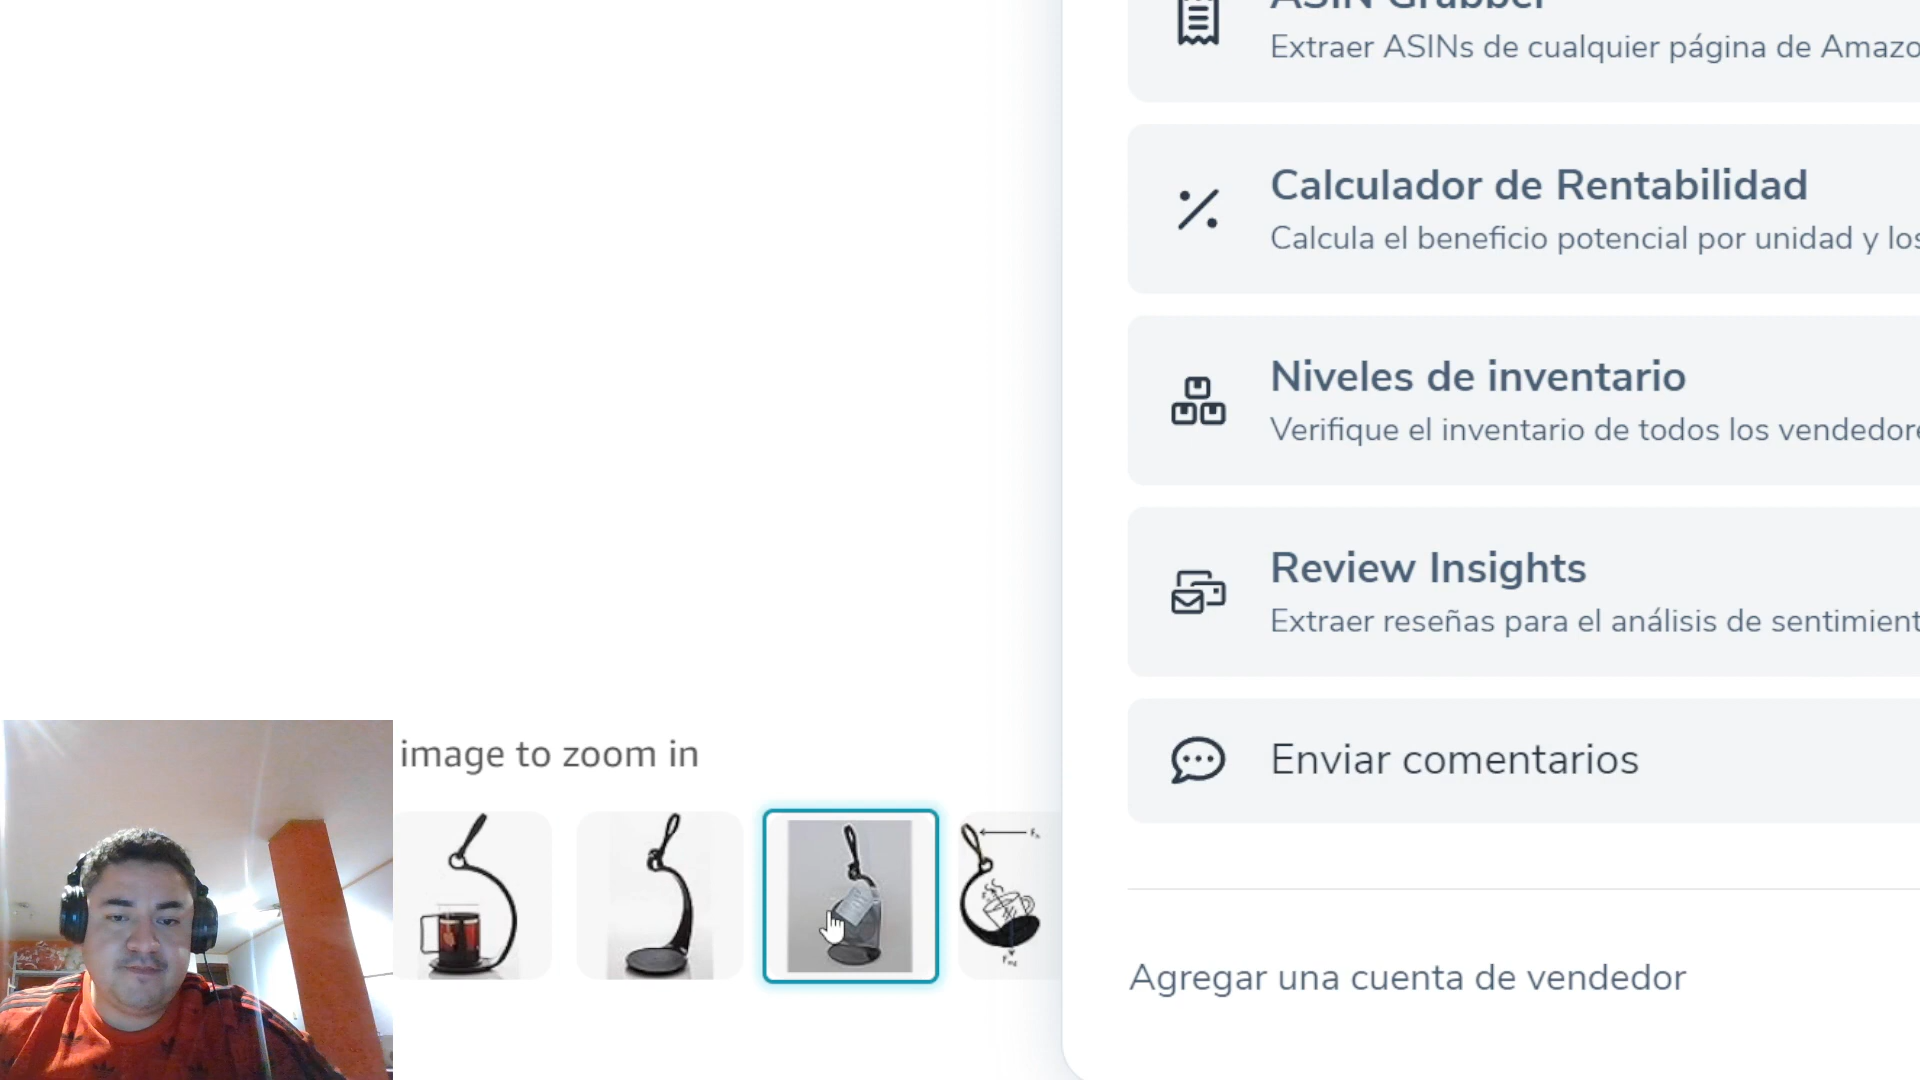 ASIN Grabber
Extraer ASINs de cualquier página de Amazo
Calculador de Rentabilidad
Calcula el beneficio potencial por unidad y los
Niveles de inventario
Verifique el inventario de todos los vendedore
Review Insights
Extraer reseñas para el análisis de sentimient
Enviar comentarios
Agregar una cuenta de vendedor
image to zoom in